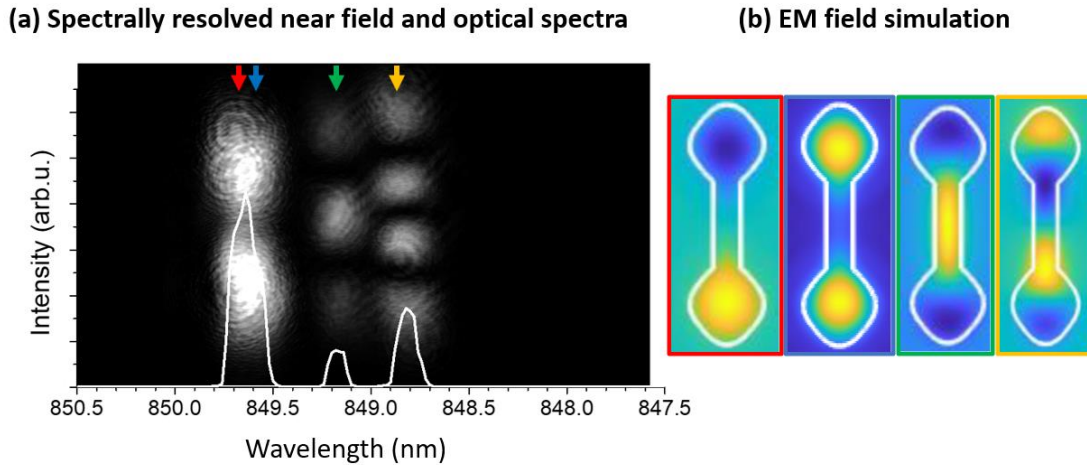 (a) Spectrally resolved near field and optical spectra
(b) EM field simulation
Intensity (arb.u.)
850.5 850.0 849.5 849.0 848.5 848.0 847.5
Wavelength (nm)